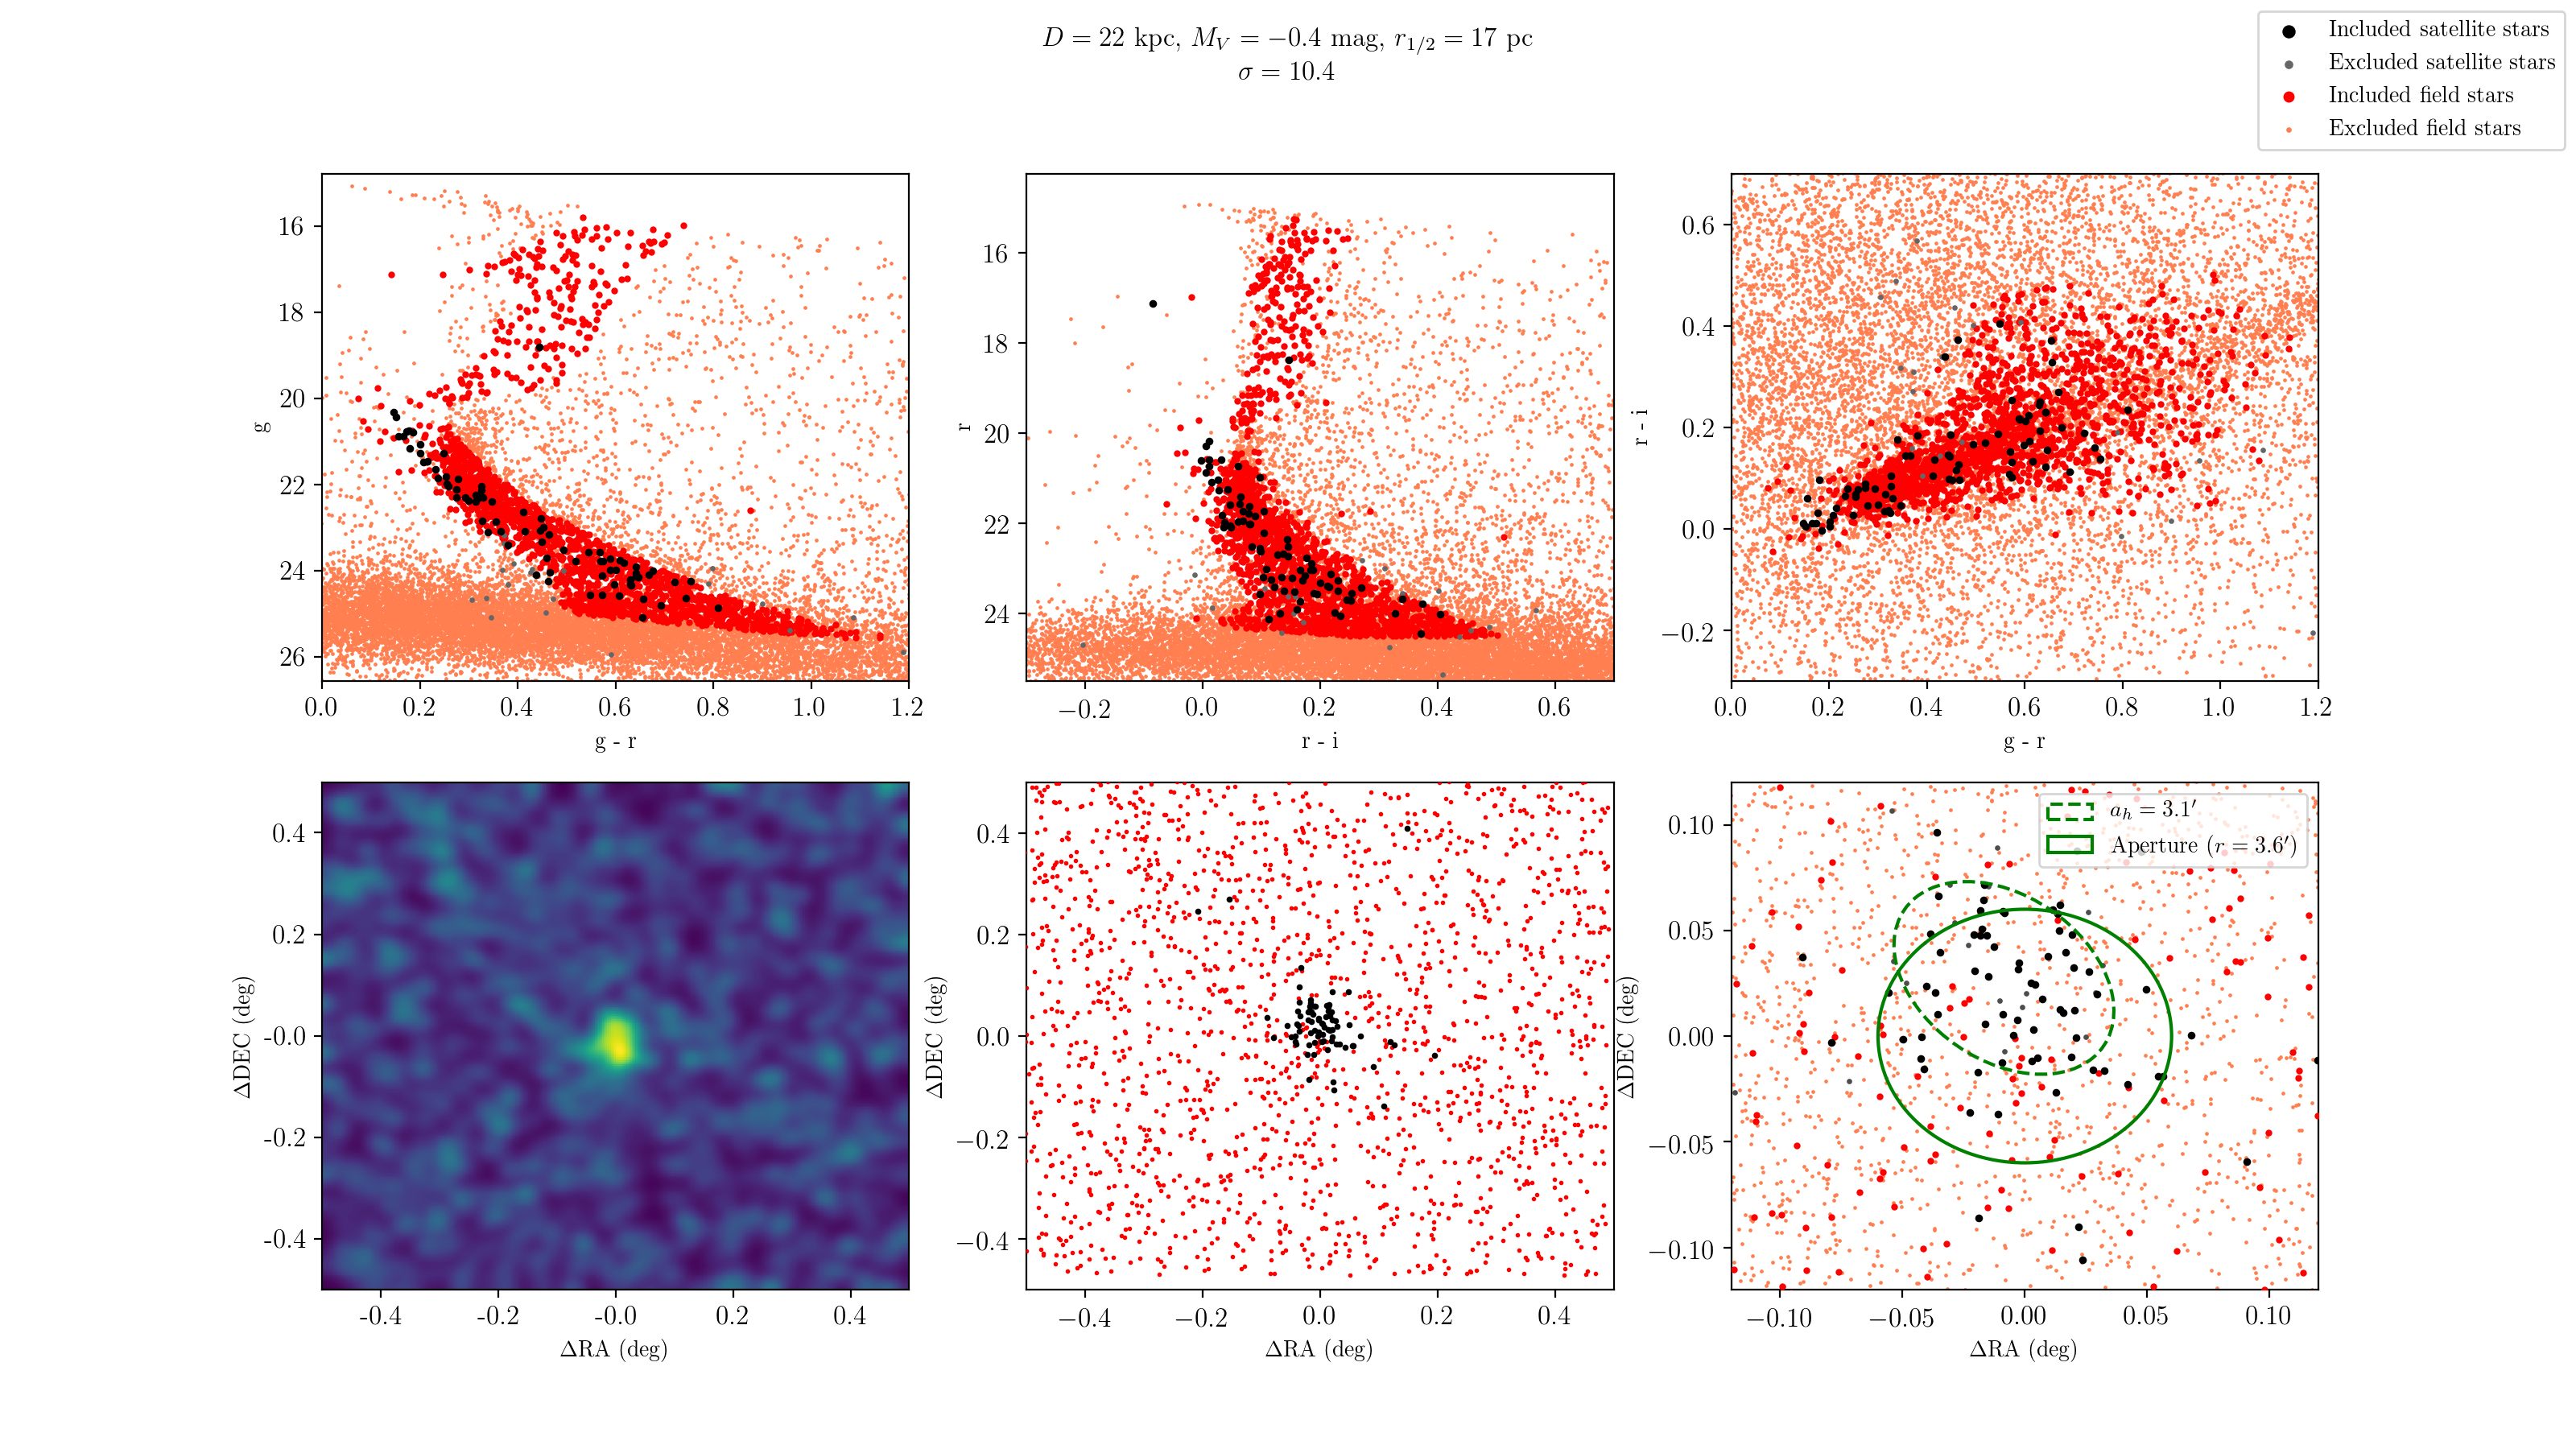 D = 22 kpc, M_V = −0.4 mag, r_{1/2} = 17 pc
σ = 10.4
Included satellite stars
Excluded satellite stars
Included field stars
Excluded field stars
g
16
18
20
22
24
26
0.0 0.2 0.4 0.6 0.8 1.0 1.2
g - r
r
16
18
20
22
24
−0.2 0.0 0.2 0.4 0.6
r - i
r - i
0.6
0.4
0.2
0.0
−0.2
0.0 0.2 0.4 0.6 0.8 1.0 1.2
g - r
ΔDEC (deg)
0.4
0.2
-0.0
-0.2
-0.4
-0.4 -0.2 -0.0 0.2 0.4
ΔRA (deg)
ΔDEC (deg)
0.4
0.2
0.0
−0.2
−0.4
−0.4 −0.2 0.0 0.2 0.4
ΔRA (deg)
ΔDEC (deg)
0.10
0.05
0.00
−0.05
−0.10
a_h = 3.1′
Aperture (r = 3.6′)
−0.10 −0.05 0.00 0.05 0.10
ΔRA (deg)